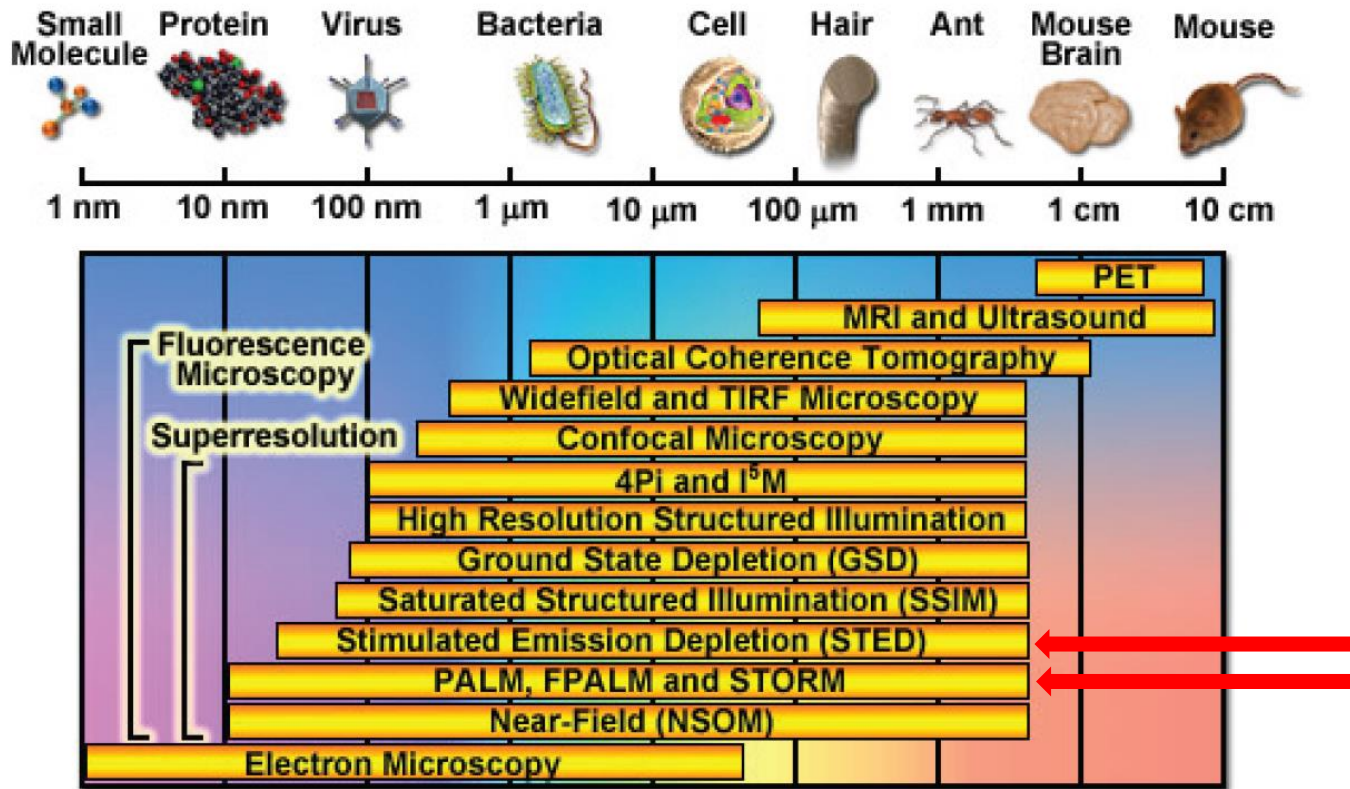 Small Molecule
Protein
Virus
Bacteria
Cell
Hair
Ant
Mouse Brain
Mouse
1 nm
10 nm
100 nm
1 μm
10 μm
100 μm
1 mm
1 cm
10 cm
PET
MRI and Ultrasound
Fluorescence
Microscopy
Optical Coherence Tomography
Widefield and TIRF Microscopy
Superresolution
Confocal Microscopy
4Pi and I⁵M
High Resolution Structured Illumination
Ground State Depletion (GSD)
Saturated Structured Illumination (SSIM)
Stimulated Emission Depletion (STED)
PALM, FPALM and STORM
Near-Field (NSOM)
Electron Microscopy